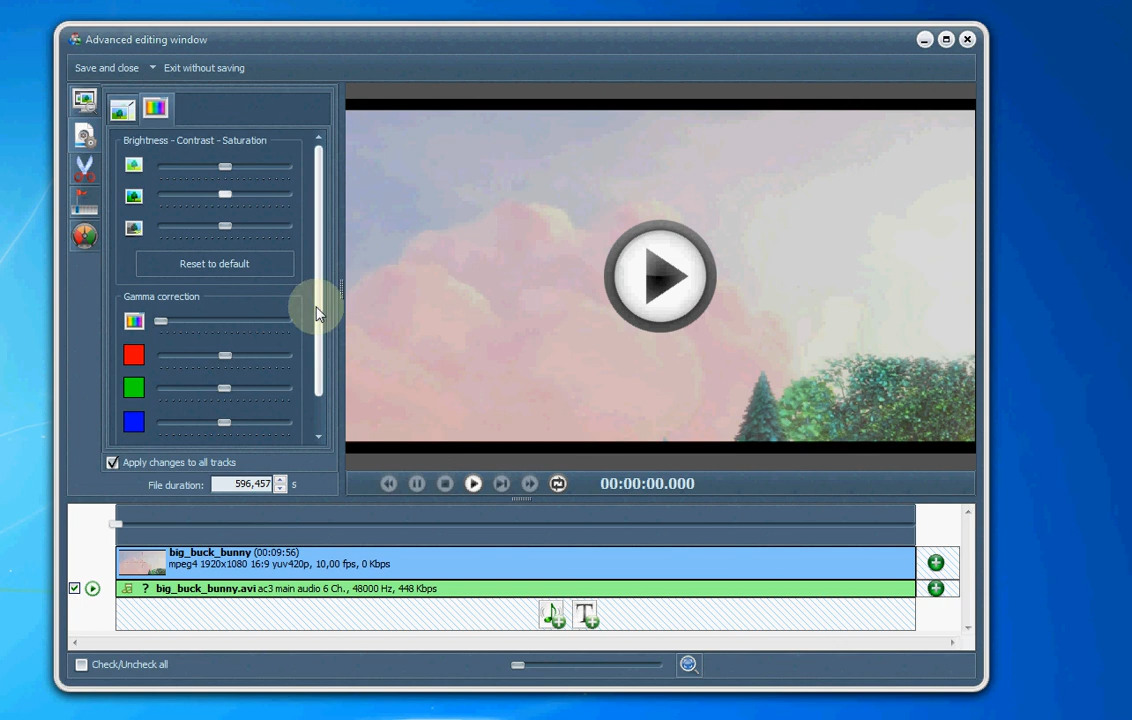 Advanced editing window
Save and close
Exit without saving
Brightness - Contrast - Saturation
Reset to default
Gamma correction
Apply changes to all tracks
File duration: 596,457 s
00:00:00.000
big_buck_bunny (00:09:56)
mpeg4 1920x1080 16:9 yuv420p, 10,00 fps, 0 Kbps
? big_buck_bunny.avi ac3 main audio 6 Ch., 48000 Hz, 448 Kbps
T
Check/Uncheck all